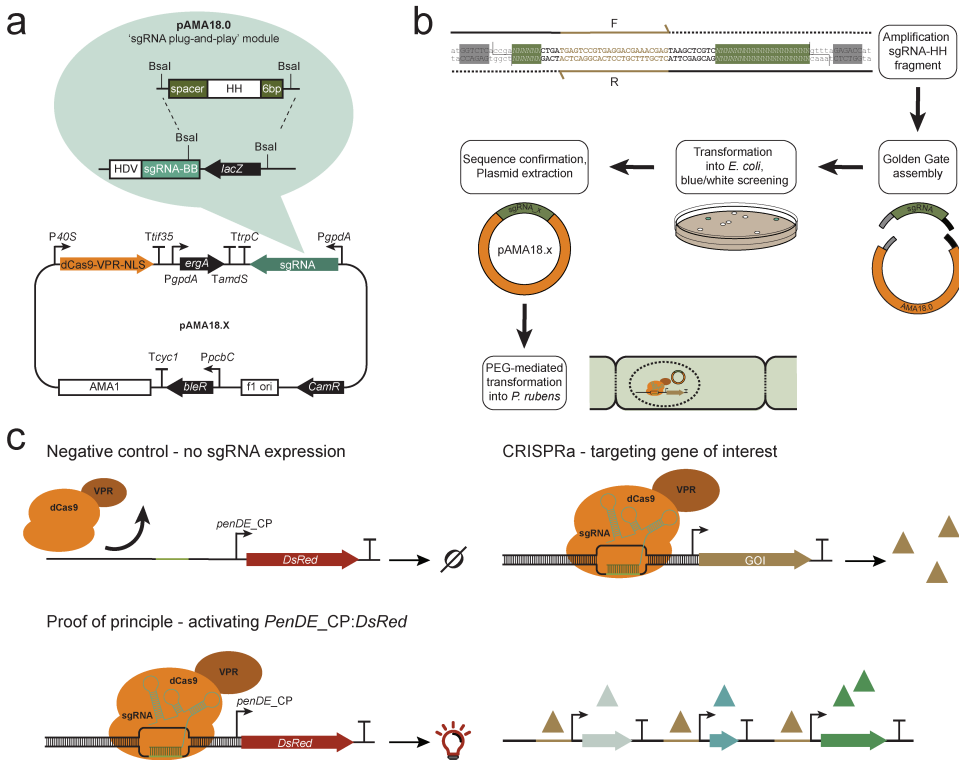 a
pAMA18.0
'sgRNA plug-and-play' module
BsaI
BsaI
spacer
HH
6bp
BsaI
BsaI
HDV
sgRNA-BB
lacZ
P40S
Ttif35
TtrpC
PgpdA
dCas9-VPR-NLS
ergA
sgRNA
PgpdA
TamdS
pAMA18.X
Tcyc1
PpcbC
AMA1
bleR
f1 ori
CamR
b
F
R
Amplification
sgRNA-HH
fragment
Sequence confirmation,
Plasmid extraction
Transformation
into E. coli,
blue/white screening
Golden Gate
assembly
sgRNA_x
pAMA18.x
sgRNA
AMA18.0
PEG-mediated
transformation
into P. rubens
c
Negative control - no sgRNA expression
VPR
dCas9
penDE_CP
DsRed
CRISPRa - targeting gene of interest
VPR
dCas9
sgRNA
GOI
Proof of principle - activating PenDE_CP:DsRed
VPR
dCas9
sgRNA
penDE_CP
DsRed